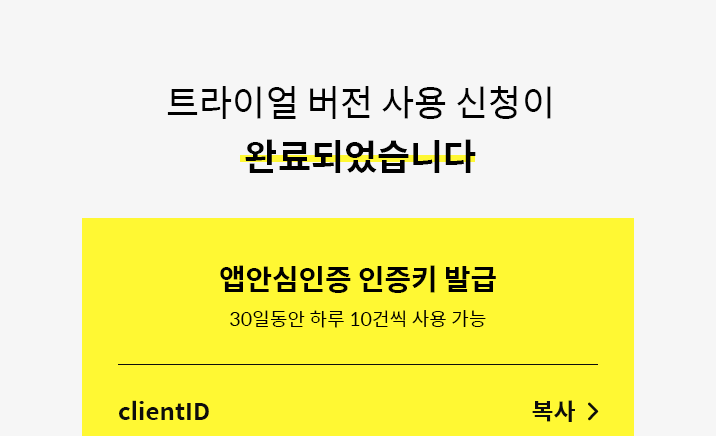 트라이얼 버전 사용 신청이
완료되었습니다
앱안심인증 인증키 발급
30일동안 하루 10건씩 사용 가능
clientID
복사